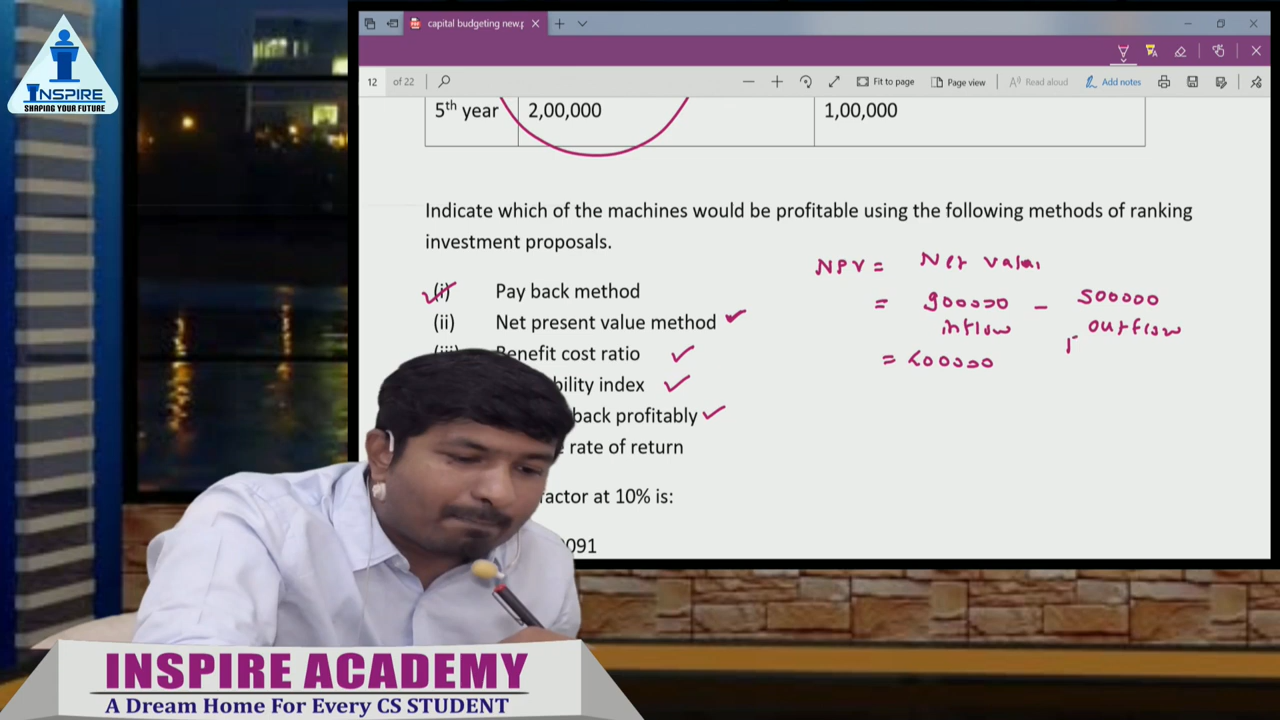 INSPIRE
SHAPING YOUR FUTURE
capital budgeting new.p
12 of 22
Fit to page
Page view
Read aloud
Add notes
5th year 2,00,000 1,00,000
Indicate which of the machines would be profitable using the following methods of ranking
investment proposals.
(i) Pay back method
(ii) Net present value method
Benefit cost ratio
bility index
back profitably
rate of return
actor at 10% is:
091
NPV = Net value
= 900000 - 500000
inflow outflow
= 400000
INSPIRE ACADEMY
A Dream Home For Every CS STUDENT